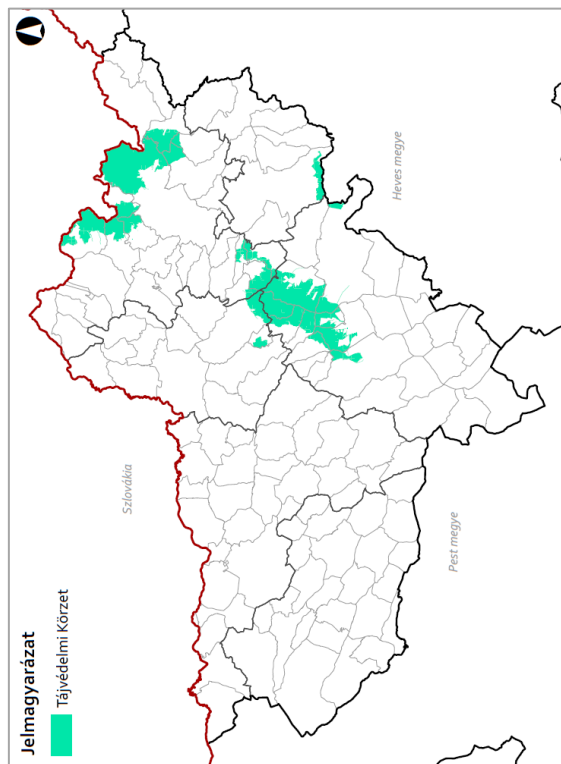 Jelmagyarázat
Tájvédelmi Körzet
Szlovákia
Heves megye
Pest megye